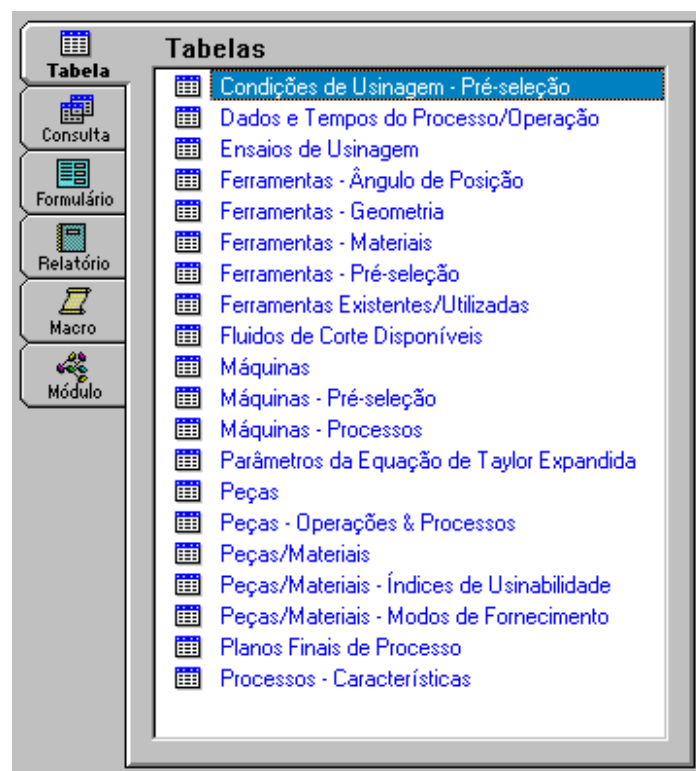 Tabela
Consulta
Formulário
Relatório
Macro
Módulo
Tabelas
Condições de Usinagem - Pré-seleção
Dados e Tempos do Processo/Operação
Ensaios de Usinagem
Ferramentas - Ângulo de Posição
Ferramentas - Geometria
Ferramentas - Materiais
Ferramentas - Pré-seleção
Ferramentas Existentes/Utilizadas
Fluidos de Corte Disponíveis
Máquinas
Máquinas - Pré-seleção
Máquinas - Processos
Parâmetros da Equação de Taylor Expandida
Peças
Peças - Operações & Processos
Peças/Materiais
Peças/Materiais - Índices de Usinabilidade
Peças/Materiais - Modos de Fornecimento
Planos Finais de Processo
Processos - Características